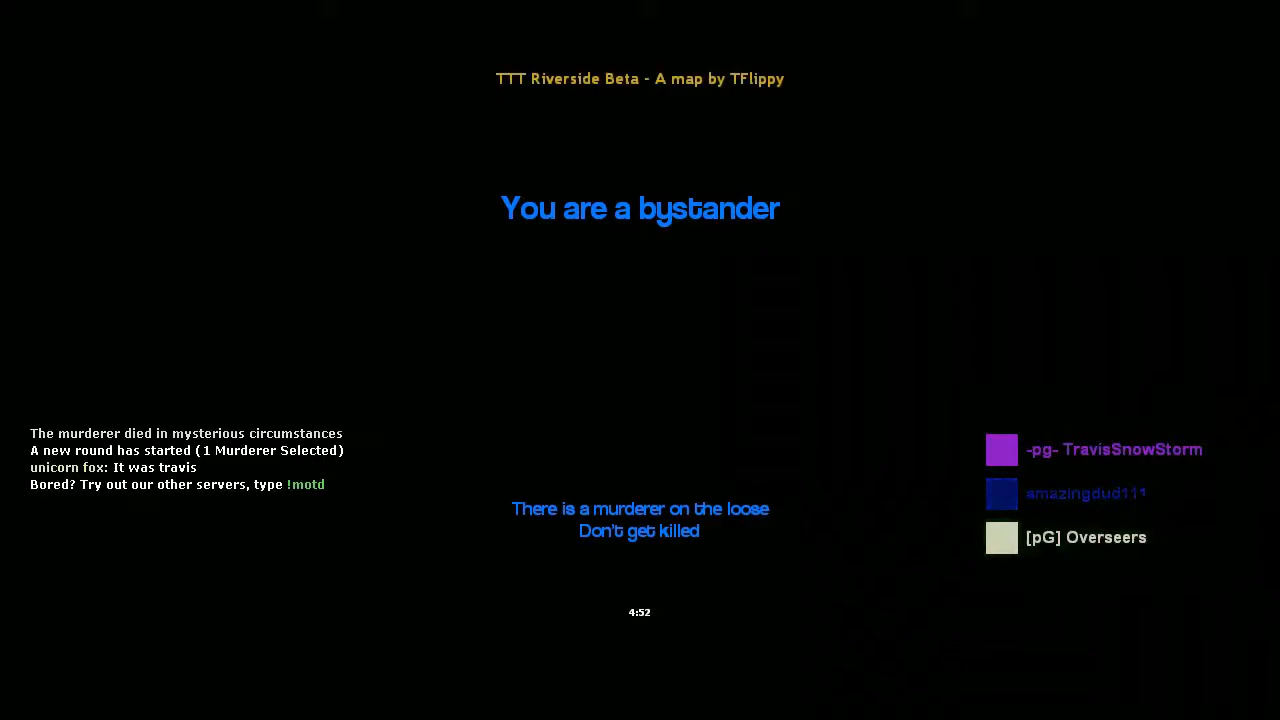 TTT Riverside Beta - A map by TFlippy
You are a bystander
The murderer died in mysterious circumstances
A new round has started (1 Murderer Selected)
unicorn fox: It was travis
Bored? Try out our other servers, type !motd
-pg- TravisSnowStorm
amazingdud111
[pG] Overseers
There is a murderer on the loose
Don't get killed
4:52